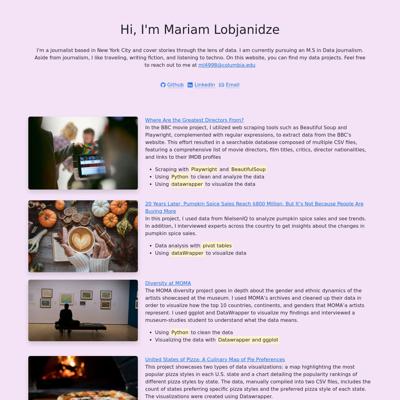 Hi, I'm Mariam Lobjanidze
I'm a journalist based in New York City and cover stories through the lens of data. I am currently pursuing an M.S in Data Journalism.
Aside from journalism, I like traveling, writing fiction, and listening to techno. On this website, you can find my data projects. Feel free
to reach out to me at ml4998@columbia.edu
Github LinkedIn Email
Where Are the Greatest Directors From?
In the BBC movie project, I utilized web scraping tools such as Beautiful Soup and
Playwright, complemented with regular expressions, to extract data from the BBC's
website. This effort resulted in a searchable database composed of multiple CSV files,
featuring a comprehensive list of movie directors, film titles, critics, director nationalities,
and links to their IMDB profiles
• Scraping with Playwright and BeautifulSoup
• Using Python to clean and analyze the data
• Using datawrapper to visualize the data
20 Years Later, Pumpkin Spice Sales Reach $800 Million, But It's Not Because People Are
Buying More
In this project, I used data from NielsenIQ to analyze pumpkin spice sales and see trends.
In addition, I interviewed experts across the country to get insights about the changes in
pumpkin spice sales.
• Data analysis with pivot tables
• Using dataWrapper to visualize data
Diversity at MOMA
The MOMA diversity project goes in depth about the gender and ethnic dynamics of the
artists showcased at the museum. I used MOMA's archives and cleaned up their data in
order to visualize how the top 10 countries, continents, and genders that MOMA's artists
represent. I used ggplot and DataWrapper to visualize my findings and interviewed a
museum-studies student to understand what the data means.
• Using Python to clean the data
• Visualizing the data with Datawrapper and ggplot
United States of Pizza: A Culinary Map of Pie Preferences
This project showcases two types of data visualizations: a map highlighting the most
popular pizza styles in each U.S. state and a chart detailing the popularity rankings of
different pizza styles by state. The data, manually compiled into two CSV files, includes the
count of states preferring specific pizza styles and the preferred pizza style of each state.
The visualizations were created using Datawrapper.